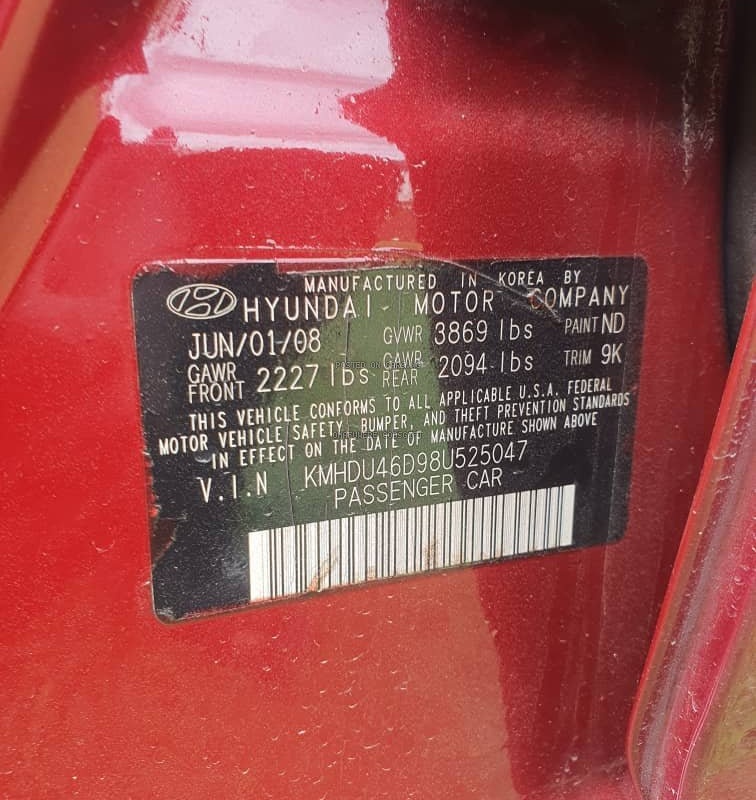 MANUFACTURED IN KOREA BY
HYUNDAI MOTOR COMPANY
JUN/01/08 GVWR 3869 lbs PAINT ND
GAWR FRONT 2227 lbs GAWR REAR 2094 lbs TRIM 9K
THIS VEHICLE CONFORMS TO ALL APPLICABLE U.S.A. FEDERAL
MOTOR VEHICLE SAFETY, BUMPER, AND THEFT PREVENTION STANDARDS
IN EFFECT ON THE DATE OF MANUFACTURE SHOWN ABOVE
V.I.N KMHDU46D98U525047
PASSENGER CAR